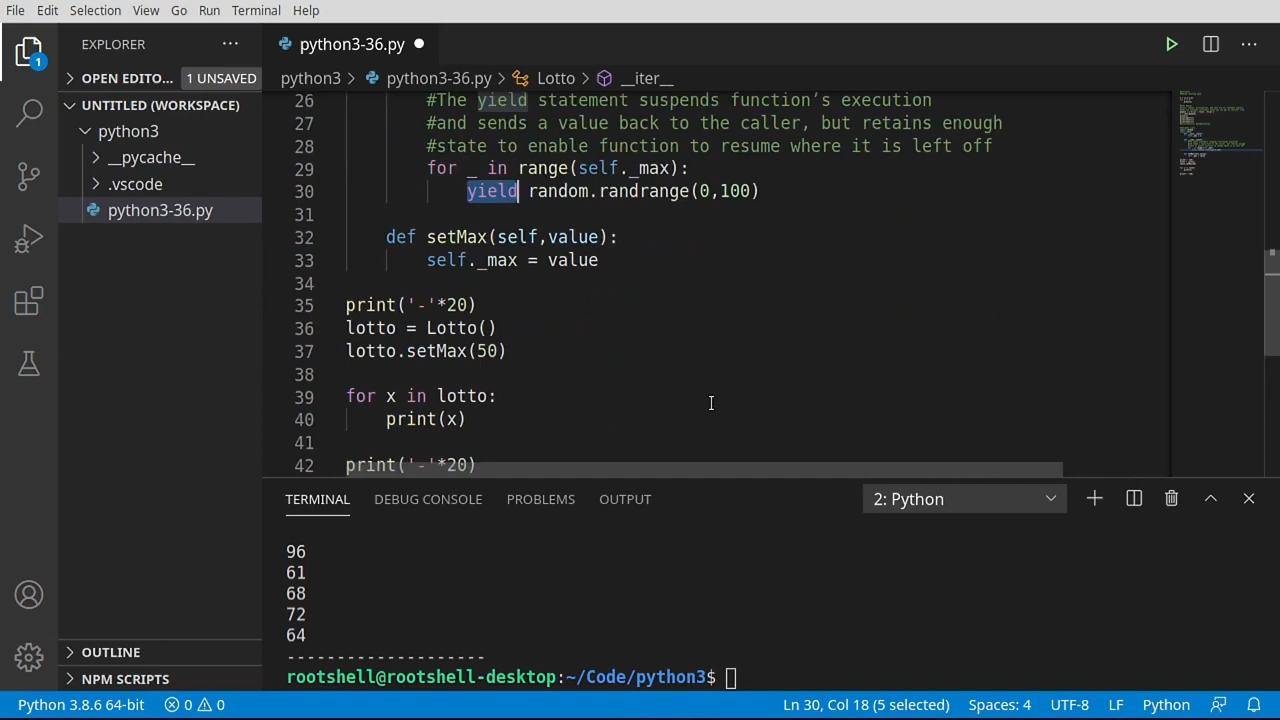 File Edit Selection View Go Run Terminal Help
EXPLORER ···
python3-36.py
OPEN EDITO... 1 UNSAVED
python3 > python3-36.py > Lotto > __iter__
UNTITLED (WORKSPACE)
python3
__pycache__
.vscode
python3-36.py
1
26 #The yield statement suspends function’s execution
27 #and sends a value back to the caller, but retains enough
28 #state to enable function to resume where it is left off
29 for _ in range(self._max):
30 yield random.randrange(0,100)
31
32 def setMax(self,value):
33 self._max = value
34
35 print('-'*20)
36 lotto = Lotto()
37 lotto.setMax(50)
38
39 for x in lotto:
40 print(x)
41
42 print('-'*20)
TERMINAL DEBUG CONSOLE PROBLEMS OUTPUT 2: Python
96
61
68
72
64
--------------------
rootshell@rootshell-desktop:~/Code/python3$
OUTLINE
NPM SCRIPTS
Python 3.8.6 64-bit 0 0 Ln 30, Col 18 (5 selected) Spaces: 4 UTF-8 LF Python